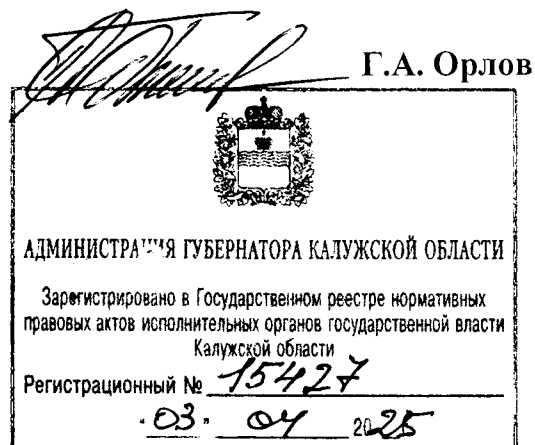 Г.А. Орлов
АДМИНИСТРАЦИЯ ГУБЕРНАТОРА КАЛУЖСКОЙ ОБЛАСТИ
Зарегистрировано в Государственном реестре нормативных
правовых актов исполнительных органов государственной власти
Калужской области
Регистрационный № 15427
"03" 04 2025